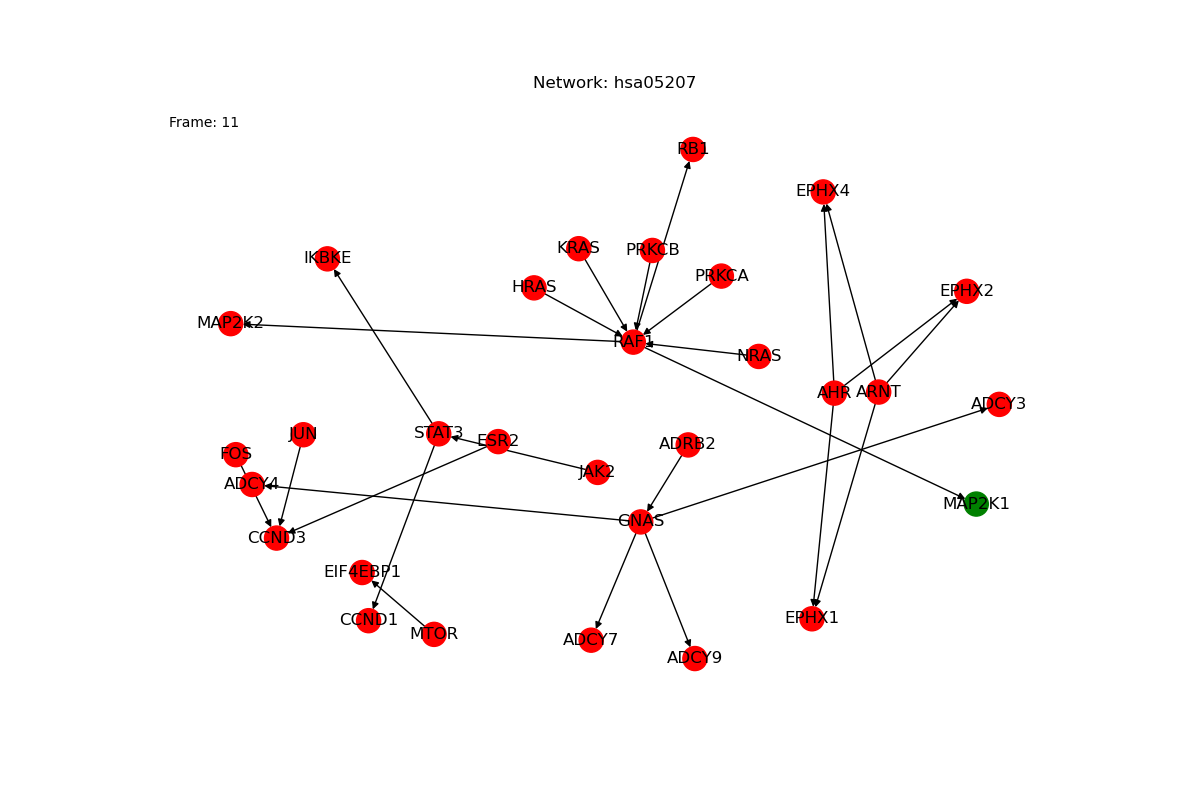 Network: hsa05207
Frame: 11
RB1
EPHX4
KRAS
PRKCB
IKBKE
PRKCA
HRAS
EPHX2
MAP2K2
RAF1
NRAS
AHR
ARNT
ADCY3
STAT3
JUN
ESR2
ADRB2
FOS
JAK2
ADCY4
MAP2K1
GNAS
CCND3
EIF4EBP1
EPHX1
CCND1
MTOR
ADCY7
ADCY9